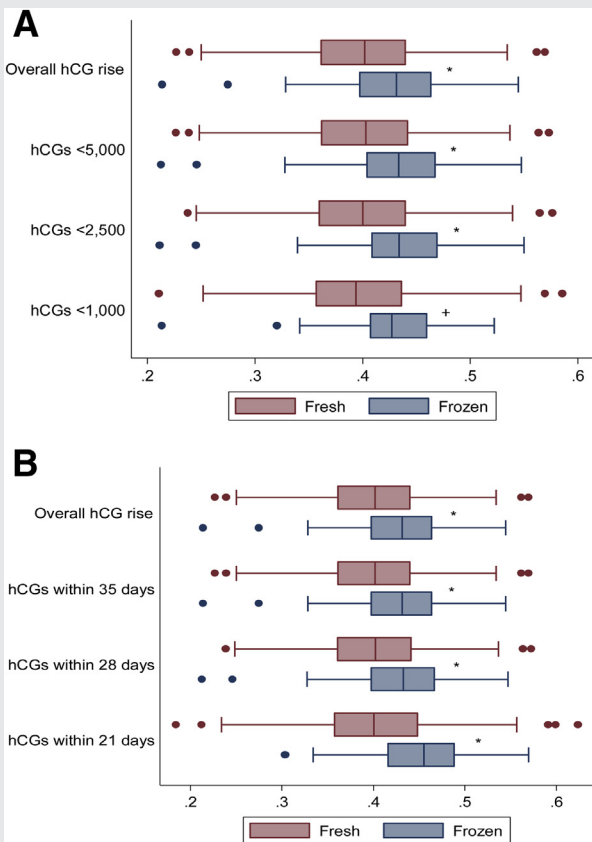 A
Overall hCG rise
*
hCGs <5,000
*
hCGs <2,500
*
hCGs <1,000
+
.2 .3 .4 .5 .6
Fresh Frozen
B
Overall hCG rise
*
hCGs within 35 days
*
hCGs within 28 days
*
hCGs within 21 days
*
.2 .3 .4 .5 .6
Fresh Frozen